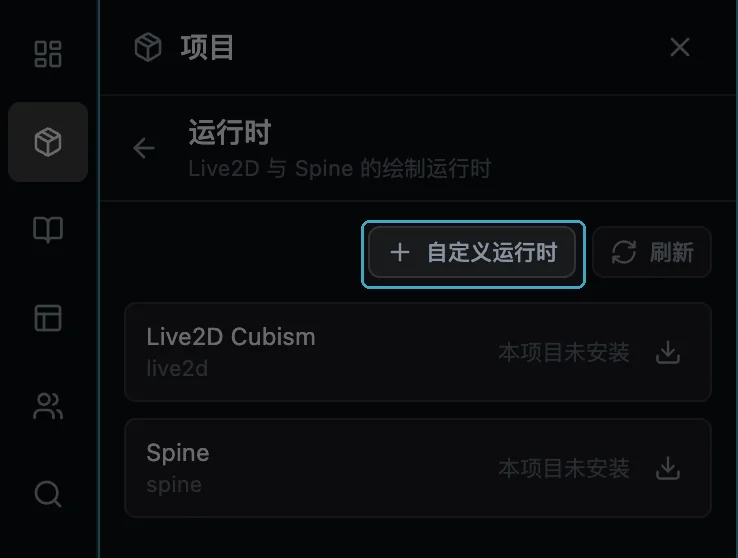 项目
运行时
Live2D 与 Spine 的绘制运行时
自定义运行时
刷新
Live2D Cubism
live2d
本项目未安装
Spine
spine
本项目未安装